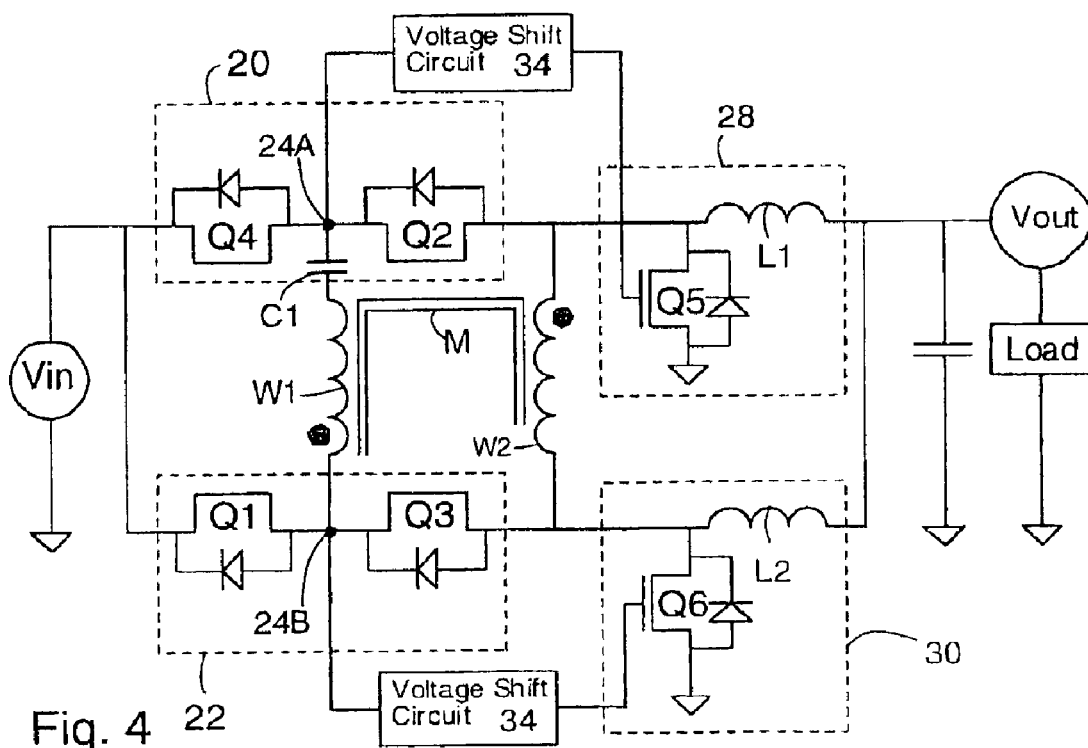 Voltage Shift
Circuit 34
20
28
24A
Q4
Q2
L1
Vout
C1
Q5
M
Load
Vin
W1
W2
Q1
Q3
L2
Q6
24B
30
Voltage Shift
Circuit 34
22
Fig. 4